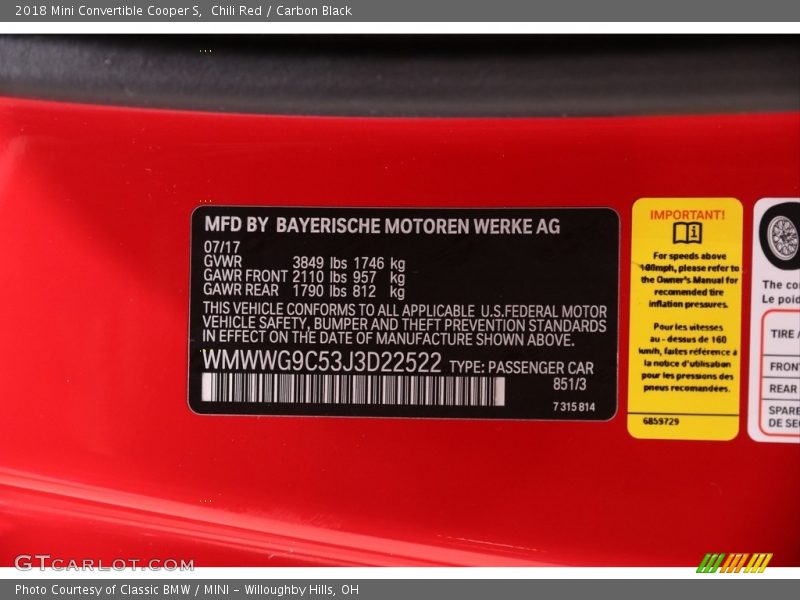 2018 Mini Convertible Cooper S,  Chili Red / Carbon Black
MFD BY BAYERISCHE MOTOREN WERKE AG
07/17
GVWR 3849 lbs 1746 kg
GAWR FRONT 2110 lbs 957 kg
GAWR REAR 1790 lbs 812 kg
THIS VEHICLE CONFORMS TO ALL APPLICABLE U.S.FEDERAL MOTOR
VEHICLE SAFETY, BUMPER AND THEFT PREVENTION STANDARDS
IN EFFECT ON THE DATE OF MANUFACTURE SHOWN ABOVE.
WMWWG9C53J3D22522 TYPE: PASSENGER CAR
851/3
7 315 814
IMPORTANT!
For speeds above
100mph, please refer to
the Owner's Manual for
recomended tire
inflation pressures.
Pour les vitesses
au - dessus de 160
km/h, faites référence à
la notice d'utilisation
pour les pressions des
pneus recomandées.
6859729
The
Le
TIRE /
FRONT
REAR
SPARE
DE
GTCARLOT.COM
Photo Courtesy of Classic BMW / MINI - Willoughby Hills, OH